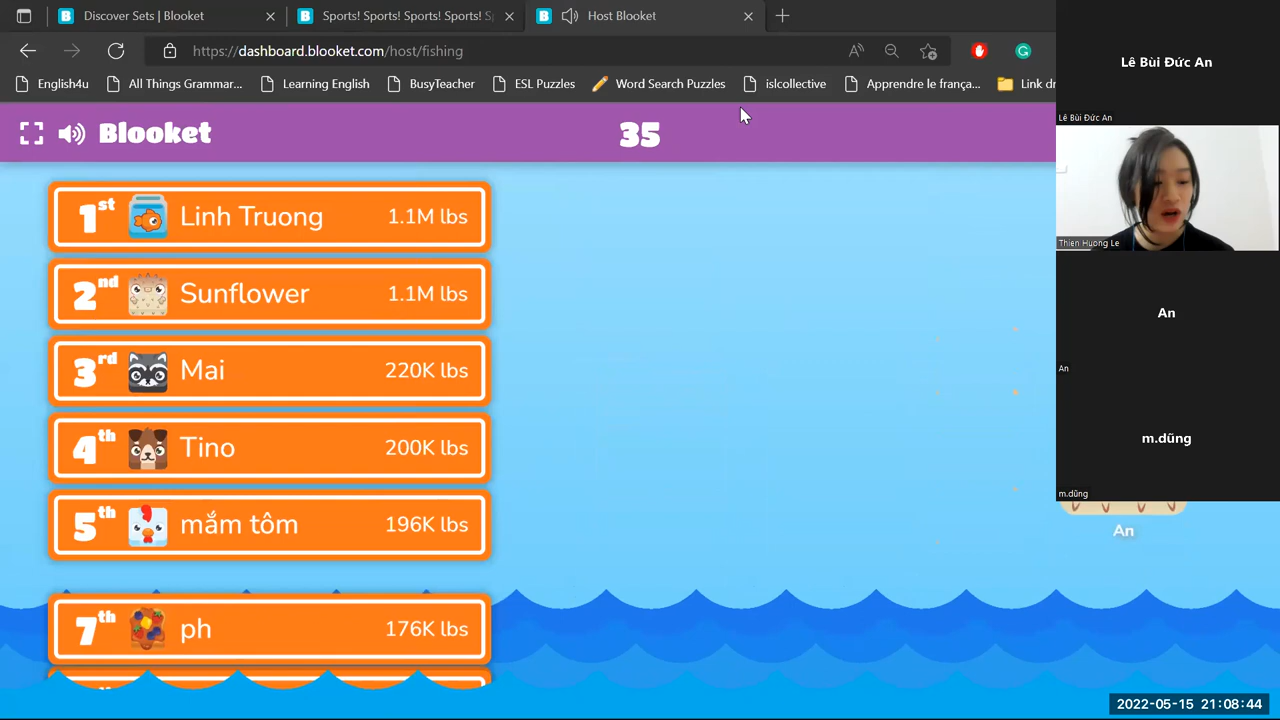 Discover Sets | Blooket
Sports! Sports! Sports! Sports! S
Host Blooket
https://dashboard.blooket.com/host/fishing
English4u
All Things Grammar...
Learning English
BusyTeacher
ESL Puzzles
Word Search Puzzles
islcollective
Apprendre le frança...
Link dr
Blooket
35
1st Linh Truong 1.1M lbs
2nd Sunflower 1.1M lbs
3rd Mai 220K lbs
4th Tino 200K lbs
5th mắm tôm 196K lbs
7th ph 176K lbs
Lê Bùi Đức An
Lê Bùi Đức An
Thien Huong Le
An
An
m.dũng
m.dũng
An
2022-05-15 21:08:44